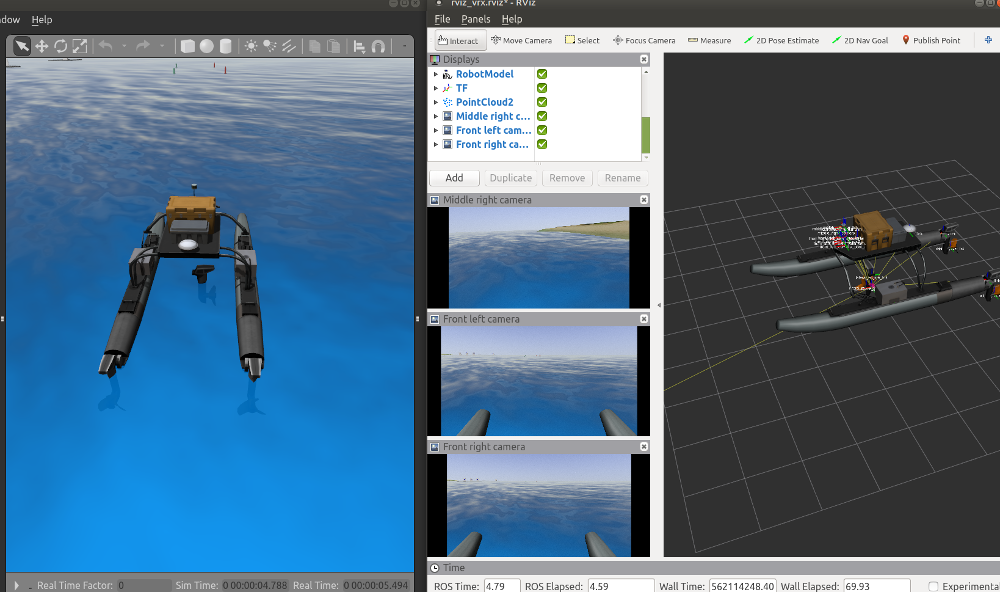 dow Help
rviz_vrx.rviz* - RViz
File Panels Help
Interact Move Camera Select Focus Camera Measure 2D Pose Estimate 2D Nav Goal Publish Point
Displays
RobotModel
TF
PointCloud2
Middle right c...
Front left cam...
Front right ca...
Add Duplicate Remove Rename
Middle right camera
Front left camera
Front right camera
Time
Real Time Factor: 0 Sim Time: 0 00:00:04.788 Real Time: 0 00:00:05.494
ROS Time: 4.79 ROS Elapsed: 4.59 Wall Time: 562114248.40 Wall Elapsed: 69.93 Experimenta